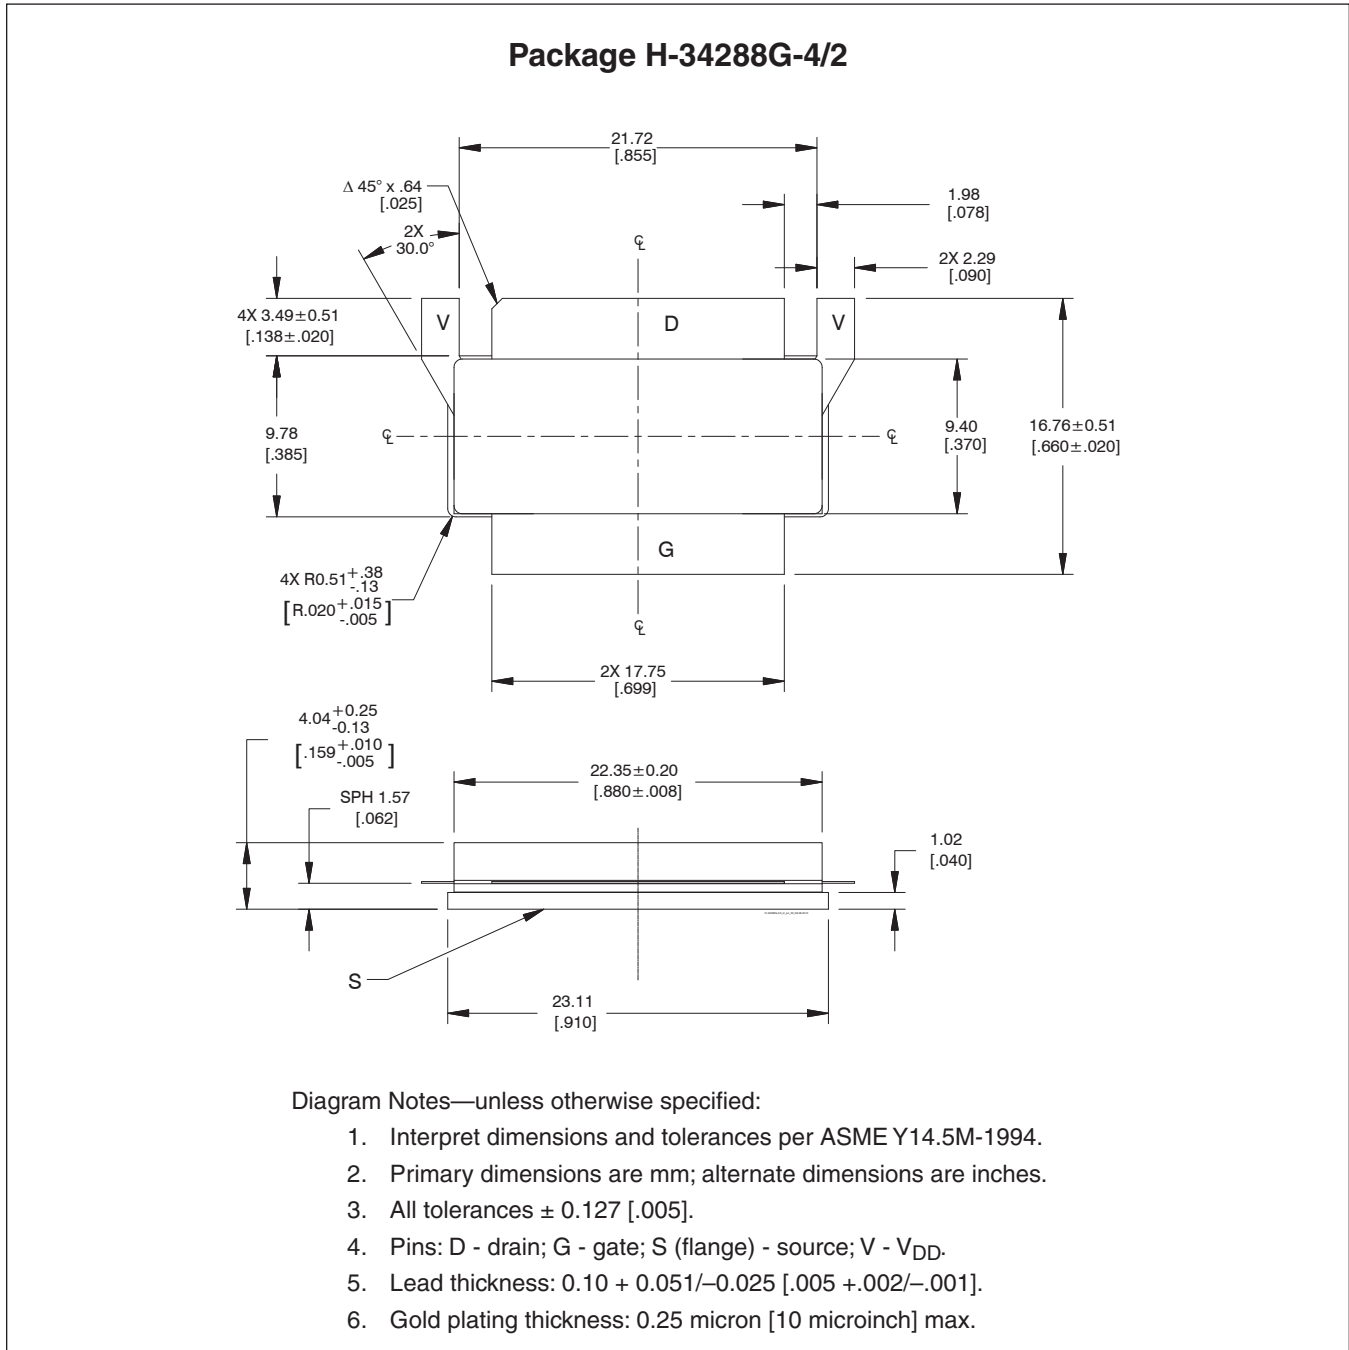 Package H-34288G-4/2
21.72
[.855]
Δ 45° x .64
[.025]
1.98
[.078]
2X
30.0°
℄
2X 2.29
[.090]
4X 3.49±0.51
[.138±.020]
V
D
V
9.78
[.385]
℄
℄
9.40
[.370]
16.76±0.51
[.660±.020]
G
4X R0.51+.38
-.13
[R.020+.015
-.005]
℄
2X 17.75
[.699]
4.04+0.25
-0.13
[.159+.010
-.005]
22.35±0.20
[.880±.008]
SPH 1.57
[.062]
1.02
[.040]
S
23.11
[.910]
Diagram Notes—unless otherwise specified:
1. Interpret dimensions and tolerances per ASME Y14.5M-1994.
2. Primary dimensions are mm; alternate dimensions are inches.
3. All tolerances ± 0.127 [.005].
4. Pins: D - drain; G - gate; S (flange) - source; V - VDD.
5. Lead thickness: 0.10 + 0.051/–0.025 [.005 +.002/–.001].
6. Gold plating thickness: 0.25 micron [10 microinch] max.